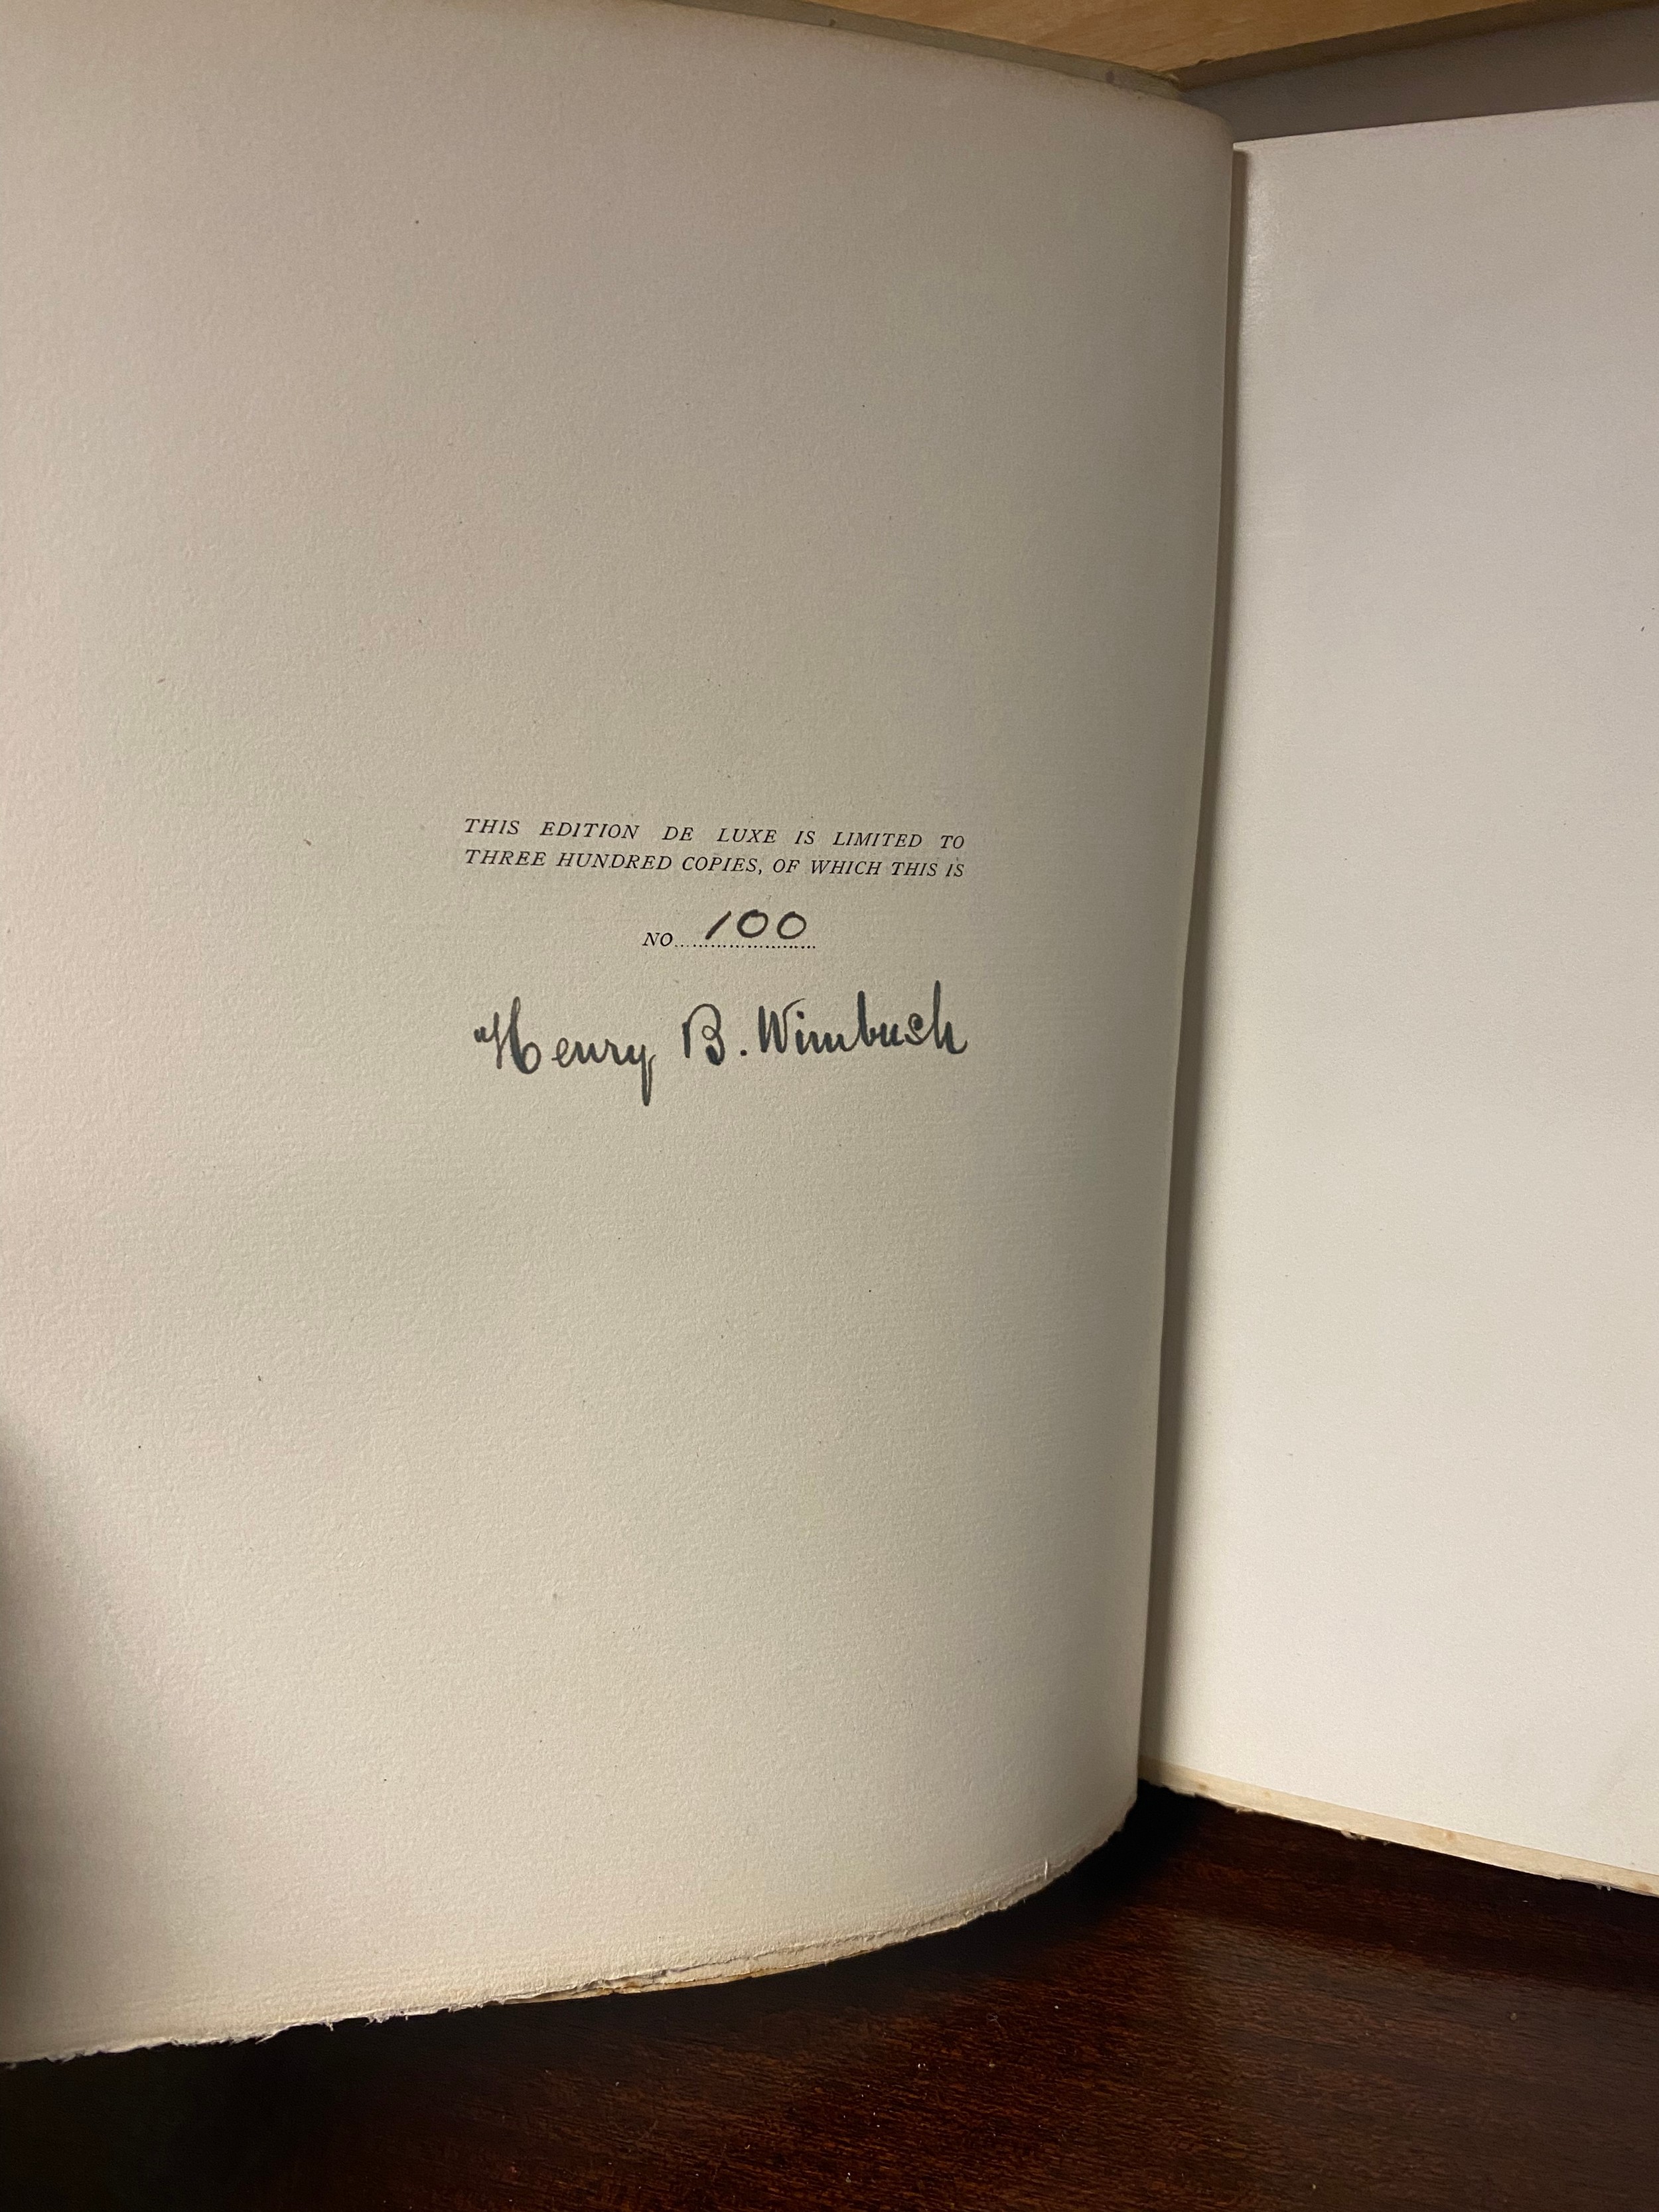 THIS EDITION DE LUXE IS LIMITED TO
THREE HUNDRED COPIES, OF WHICH THIS IS
NO. 100
Henry B. Wimbush